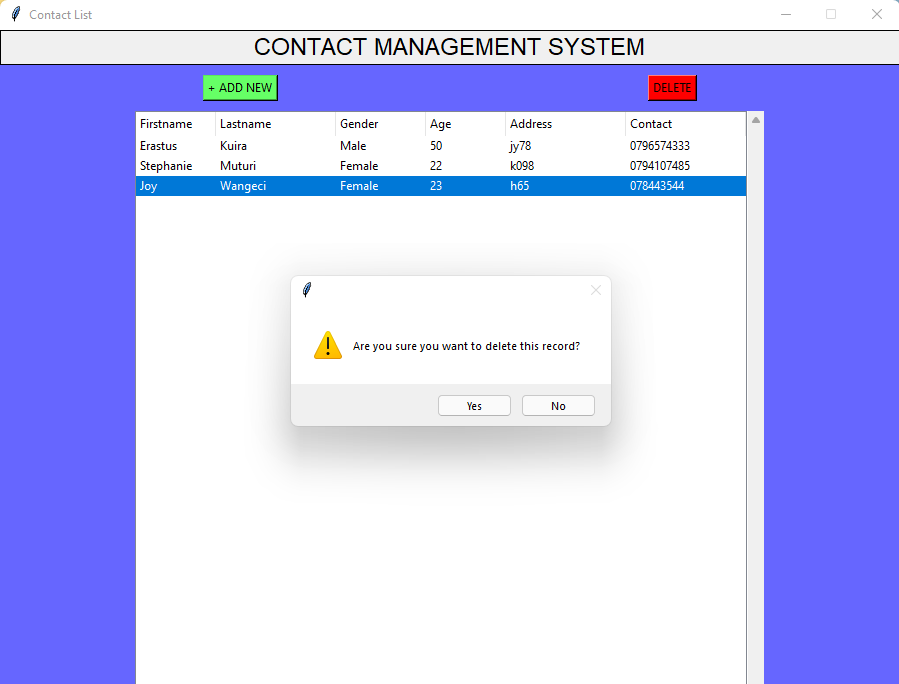 Contact List
CONTACT MANAGEMENT SYSTEM
+ ADD NEW DELETE
Firstname Lastname Gender Age Address Contact
Erastus Kuira Male 50 jy78 0796574333
Stephanie Muturi Female 22 k098 0794107485
Joy Wangeci Female 23 h65 078443544
Are you sure you want to delete this record?
Yes No